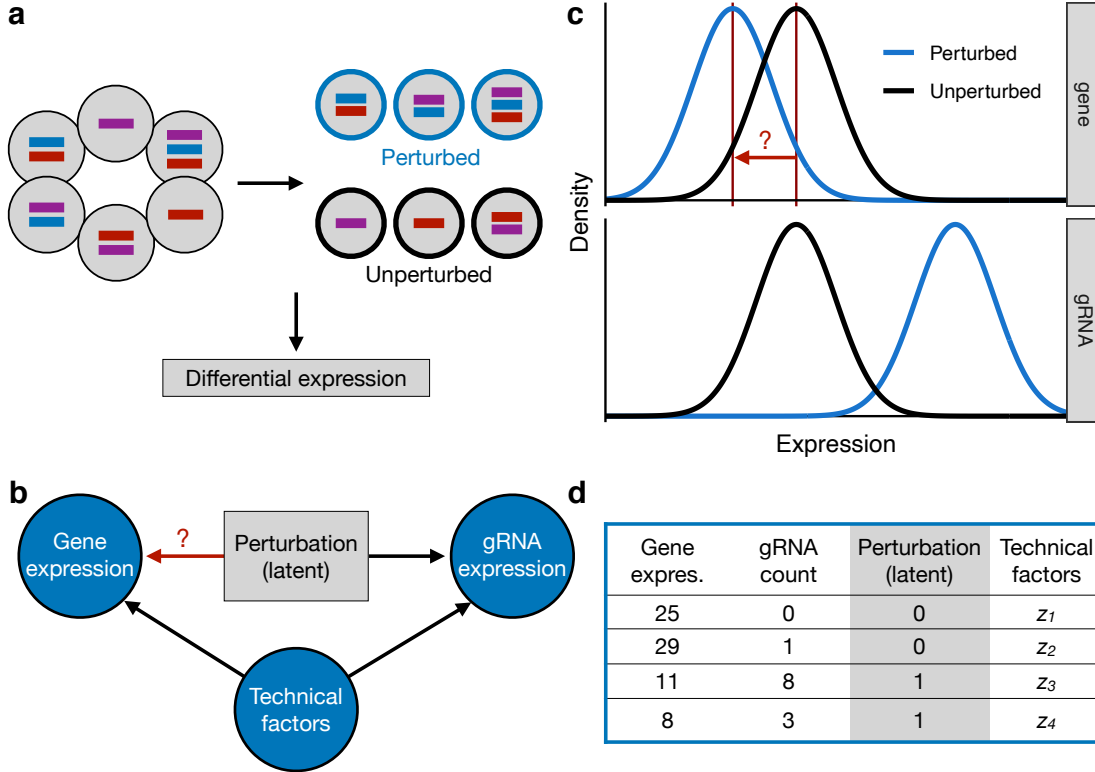 a
Perturbed
Unperturbed
Differential expression
b
Gene
expression
?
Perturbation
(latent)
gRNA
expression
Technical
factors
c
Perturbed
Unperturbed
?
Density
gene
gRNA
Expression
d
Gene expres. gRNA count Perturbation (latent) Technical factors
25 0 0 z1
29 1 0 z2
11 8 1 z3
8 3 1 z4